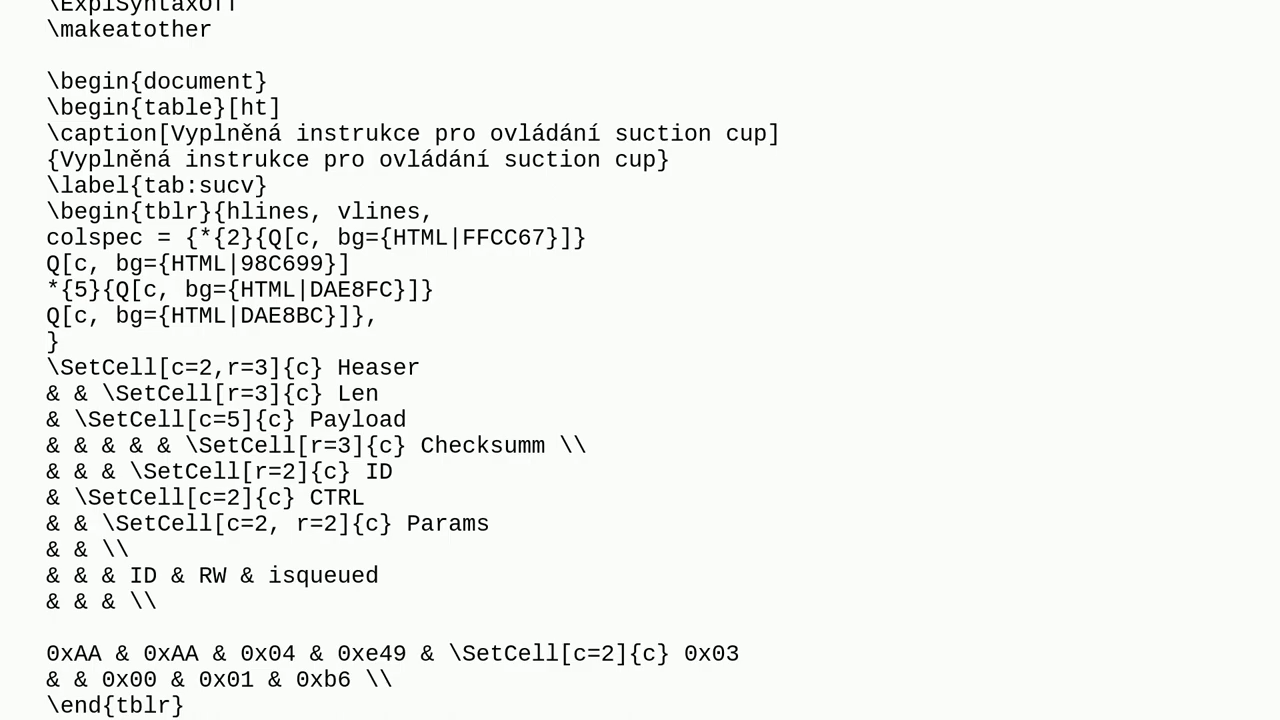 \ExplSyntaxOff
\makeatother
\begin{document}
\begin{table}[ht]
\caption[Vyplněná instrukce pro ovládání suction cup]
{Vyplněná instrukce pro ovládání suction cup}
\label{tab:sucv}
\begin{tblr}{hlines, vlines,
colspec = {*{2}{Q[c, bg={HTML|FFCC67}]}
Q[c, bg={HTML|98C699}]
*{5}{Q[c, bg={HTML|DAE8FC}]}
Q[c, bg={HTML|DAE8BC}]},
}
\SetCell[c=2,r=3]{c} Heaser
& & \SetCell[r=3]{c} Len
& \SetCell[c=5]{c} Payload
& & & & & \SetCell[r=3]{c} Checksumm \\
& & & \SetCell[r=2]{c} ID
& \SetCell[c=2]{c} CTRL
& & \SetCell[c=2, r=2]{c} Params
& & \\
& & & ID & RW & isqueued
& & & \\
0xAA & 0xAA & 0x04 & 0xe49 & \SetCell[c=2]{c} 0x03
& & 0x00 & 0x01 & 0xb6 \\
\end{tblr}